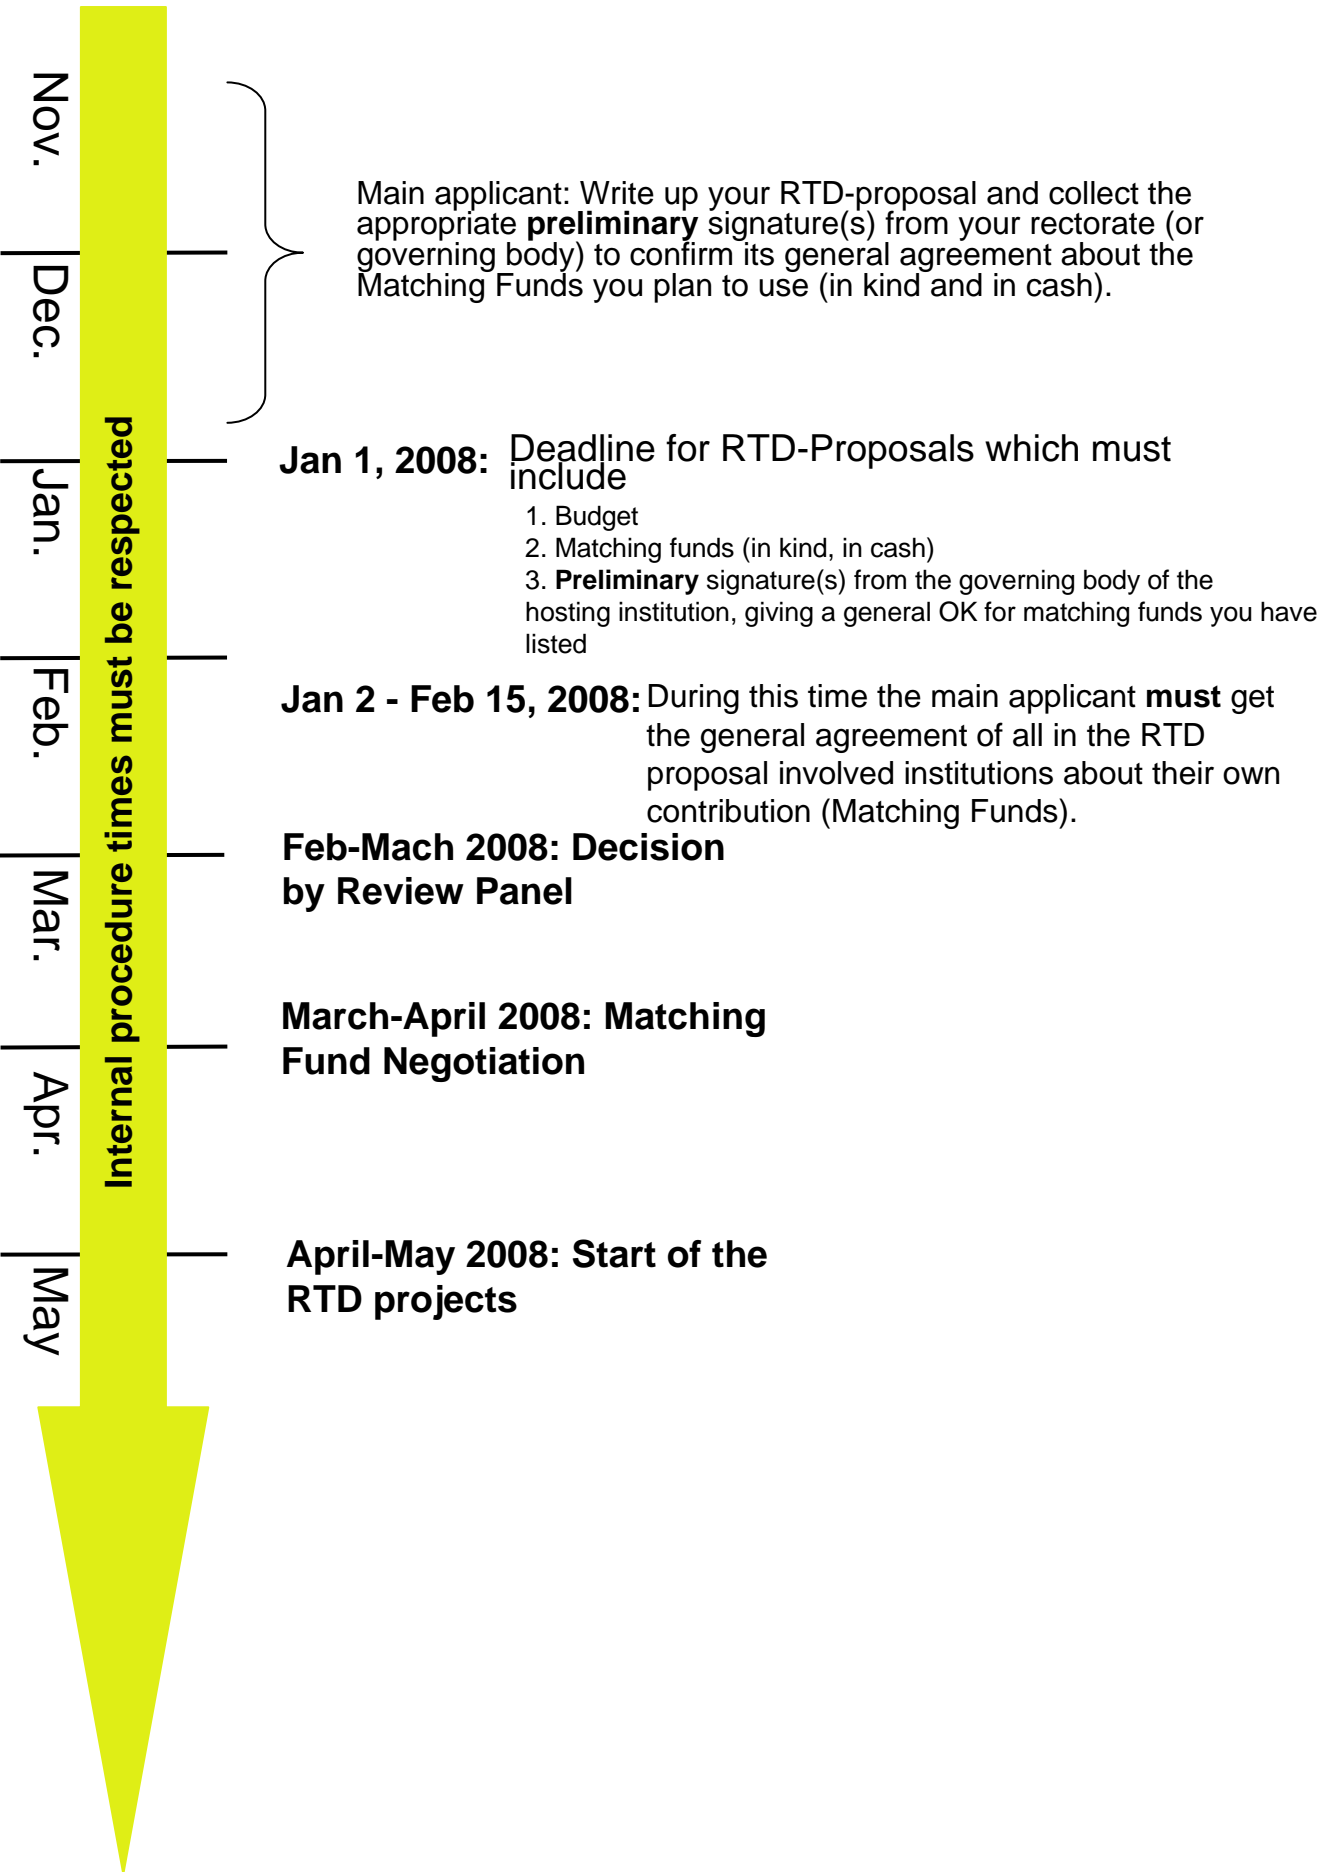 Nov.
Main applicant: Write up your RTD-proposal and collect the
appropriate preliminary signature(s) from your rectorate (or
governing body) to confirm its general agreement about the
Matching Funds you plan to use (in kind and in cash).
Dec.
Internal procedure times must be respected
Jan 1, 2008: Deadline for RTD-Proposals which must
include
Jan.
1. Budget
2. Matching funds (in kind, in cash)
3. Preliminary signature(s) from the governing body of the
hosting institution, giving a general OK for matching funds you have
listed
Feb.
Jan 2 - Feb 15, 2008: During this time the main applicant must get
the general agreement of all in the RTD
proposal involved institutions about their own
contribution (Matching Funds).
Feb-Mach 2008: Decision
by Review Panel
Mar.
March-April 2008: Matching
Fund Negotiation
Apr.
April-May 2008: Start of the
RTD projects
May